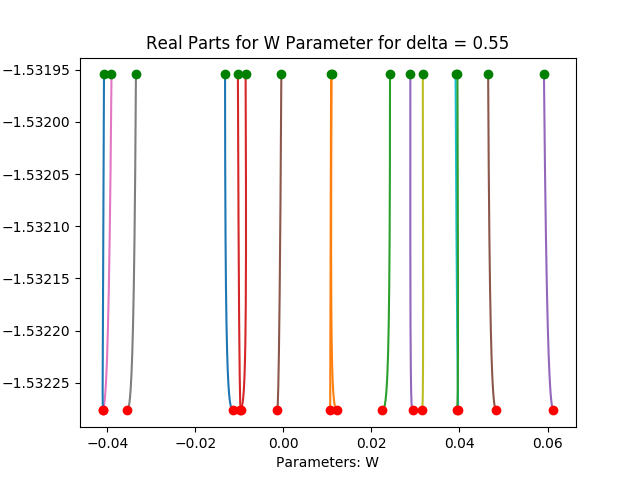 Real Parts for W Parameter for delta = 0.55
−1.53195
−1.53200
−1.53205
−1.53210
−1.53215
−1.53220
−1.53225
−0.04 −0.02 0.00 0.02 0.04 0.06
Parameters: W